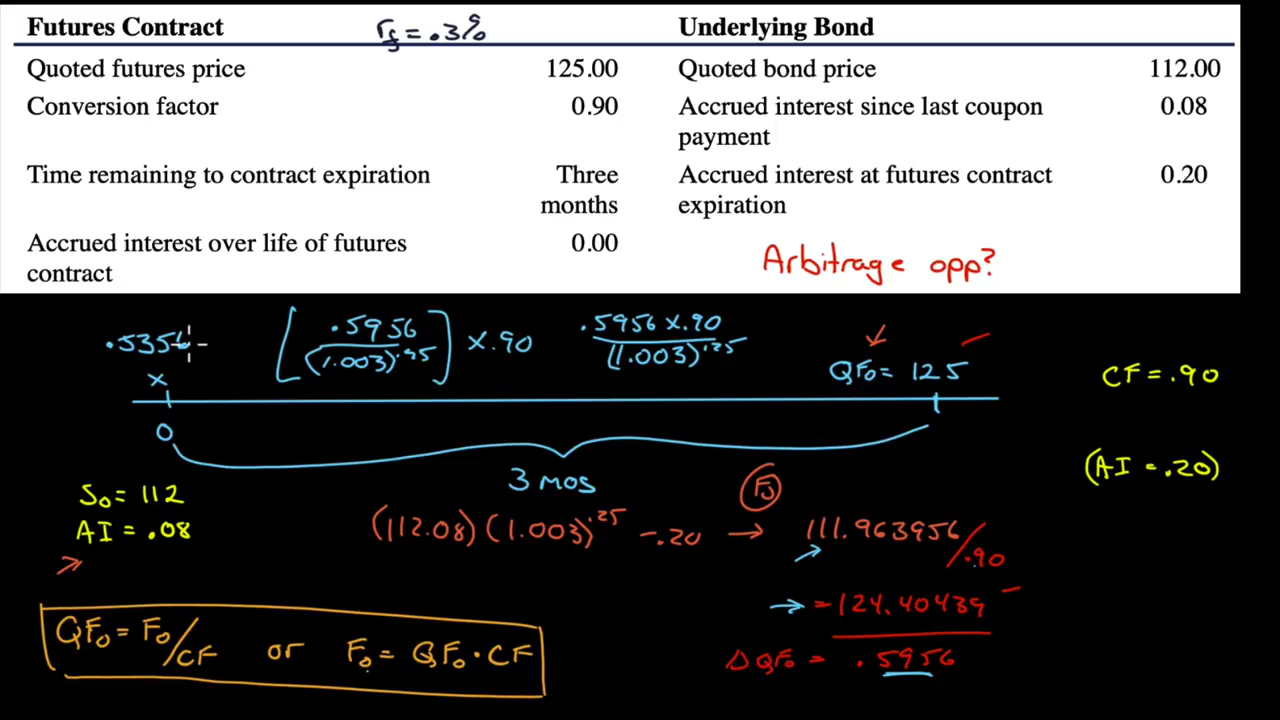 Futures Contract r_f = .3% Underlying Bond
Quoted futures price 125.00 Quoted bond price 112.00
Conversion factor 0.90 Accrued interest since last coupon payment 0.08
Time remaining to contract expiration Three months Accrued interest at futures contract expiration 0.20
Accrued interest over life of futures contract 0.00
Arbitrage opp?
.5356 [.5956 / (1.003)^.25] x .90 .5956 x .90 / (1.003)^.25
QF0 = 125 CF = .90
x
0
3 mos
(AI = .20)
S0 = 112
AI = .08
(112.08)(1.003)^.25 - .20 → F0 111.963956/.90
= 124.40439
QF0 = F0/CF or F0 = QF0 · CF
ΔQF0 = .5956